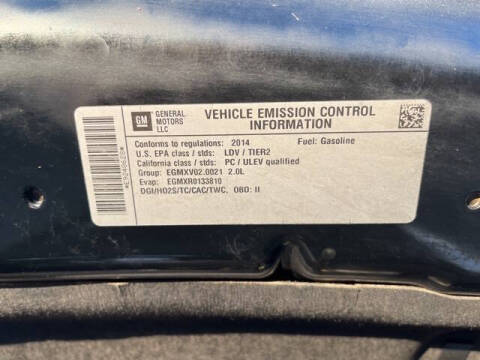 GM
GENERAL
MOTORS
LLC
VEHICLE EMISSION CONTROL
INFORMATION
Conforms to regulations: 2014 Fuel: Gasoline
U.S. EPA class / stds: LDV / TIER2
California class / stds: PC / ULEV qualified
Group: EGMXV02.0021 2.0L
Evap: EGMXR0133810
DGI/HO2S/TC/CAC/TWC, OBD: II